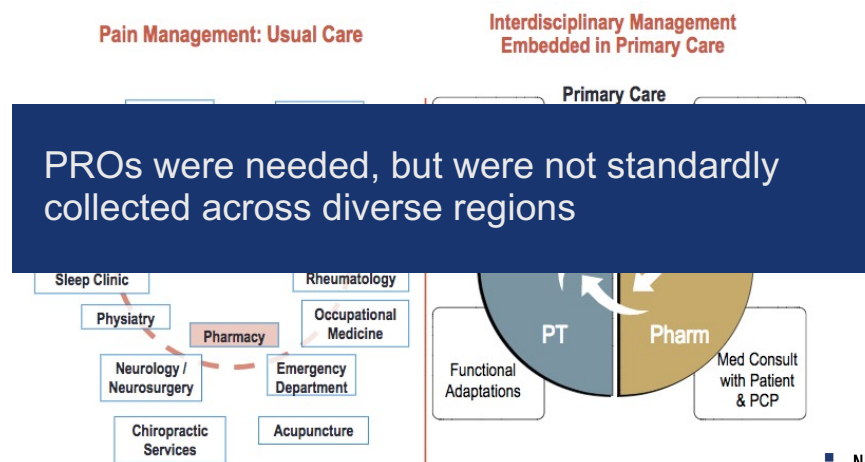 Pain Management: Usual Care
Interdisciplinary Management
Embedded in Primary Care
Primary Care
PROs were needed, but were not standardly
collected across diverse regions
Sleep Clinic
Rheumatology
Physiatry
Pharmacy
Occupational
Medicine
Neurology /
Neurosurgery
Emergency
Department
Chiropractic
Services
Acupuncture
PT
Pharm
Functional
Adaptations
Med Consult
with Patient
& PCP